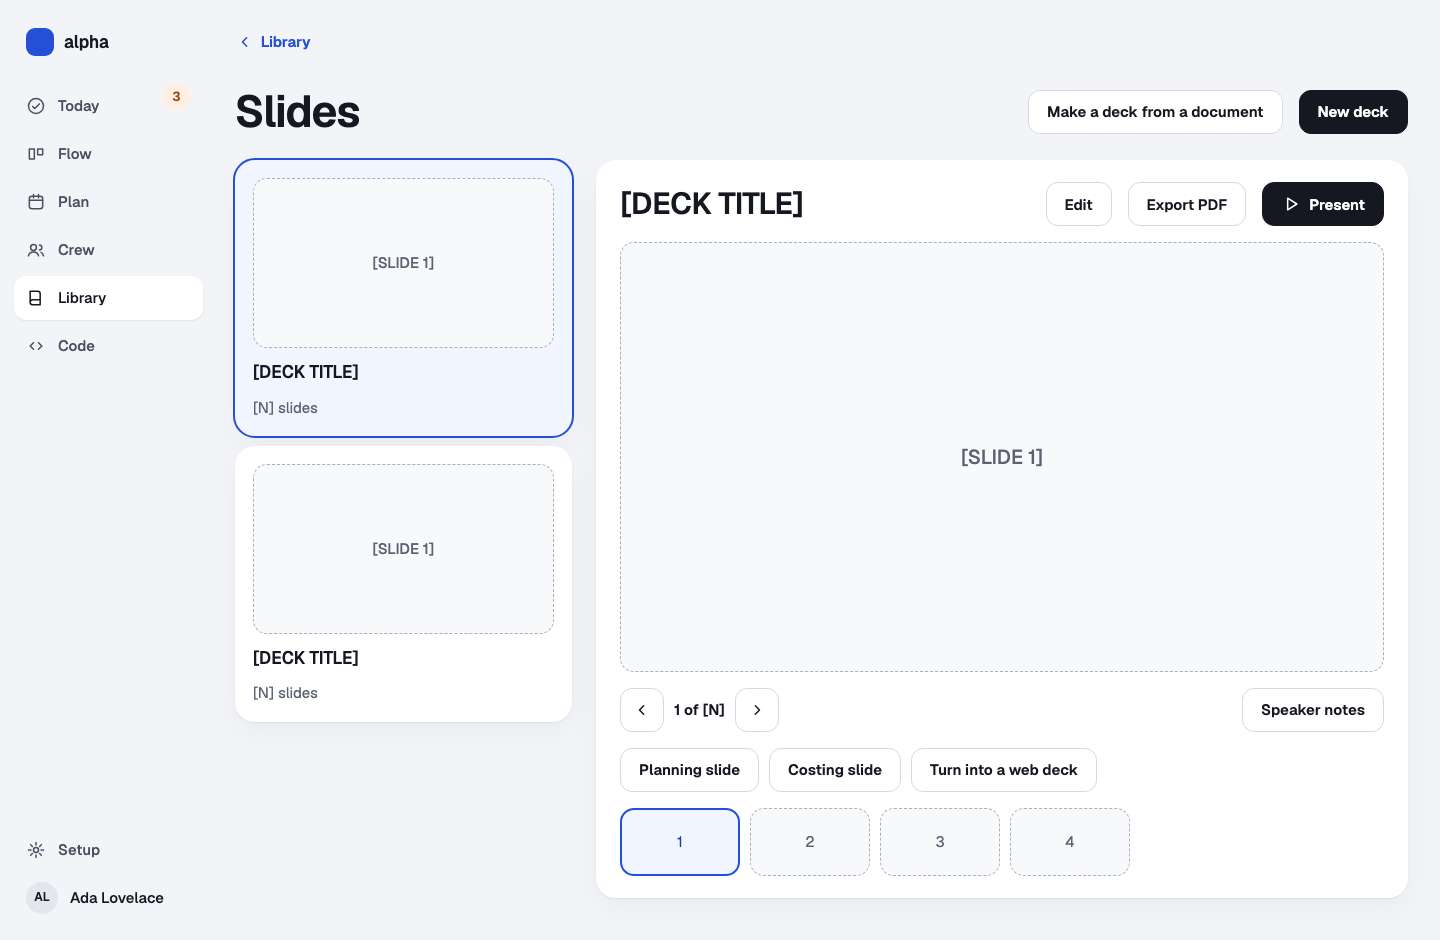 alpha
Today
3
Flow
Plan
Crew
Library
Code
Setup
AL
Ada Lovelace
Library
Slides
Make a deck from a document
New deck
[SLIDE 1]
[DECK TITLE]
[N] slides
[SLIDE 1]
[DECK TITLE]
[N] slides
[DECK TITLE]
Edit
Export PDF
Present
[SLIDE 1]
1 of [N]
Speaker notes
Planning slide
Costing slide
Turn into a web deck
1
2
3
4